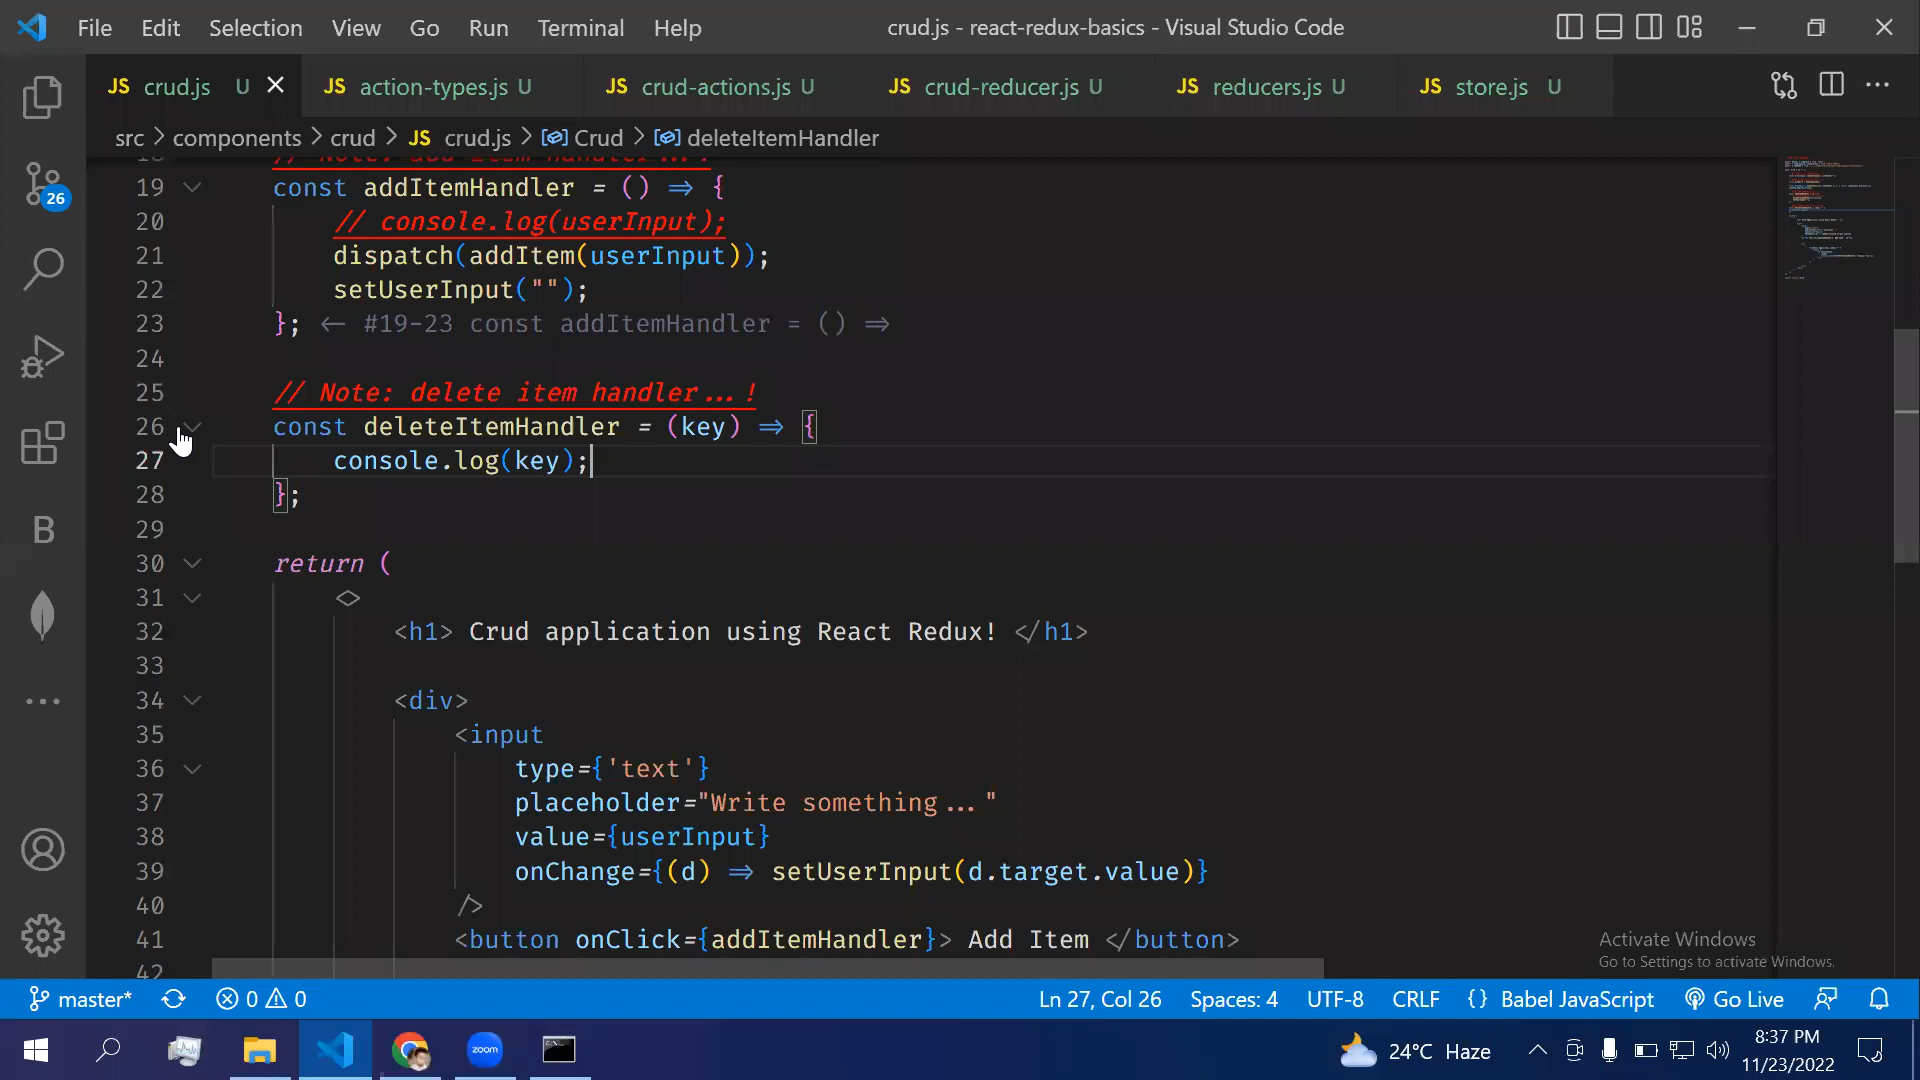 File Edit Selection View Go Run Terminal Help crud.js - react-redux-basics - Visual Studio Code
JS crud.js U JS action-types.js U JS crud-actions.js U JS crud-reducer.js U JS reducers.js U JS store.js U
src > components > crud > JS crud.js > Crud > deleteItemHandler
18 // Note: add item handler...!
19 const addItemHandler = () => {
20 // console.log(userInput);
21 dispatch(addItem(userInput));
22 setUserInput("");
23 }; <- #19-23 const addItemHandler = () =>
24
25 // Note: delete item handler...!
26 const deleteItemHandler = (key) => {
27 console.log(key);
28 };
29
30 return (
31 <>
32 <h1> Crud application using React Redux! </h1>
33
34 <div>
35 <input
36 type={'text'}
37 placeholder="Write something..."
38 value={userInput}
39 onChange={(d) => setUserInput(d.target.value)}
40 />
41 <button onClick={addItemHandler}> Add Item </button>
42
26
B
Activate Windows
Go to Settings to activate Windows.
master* 0 0 Ln 27, Col 26 Spaces: 4 UTF-8 CRLF {} Babel JavaScript Go Live
zoom 24°C Haze 8:37 PM
11/23/2022